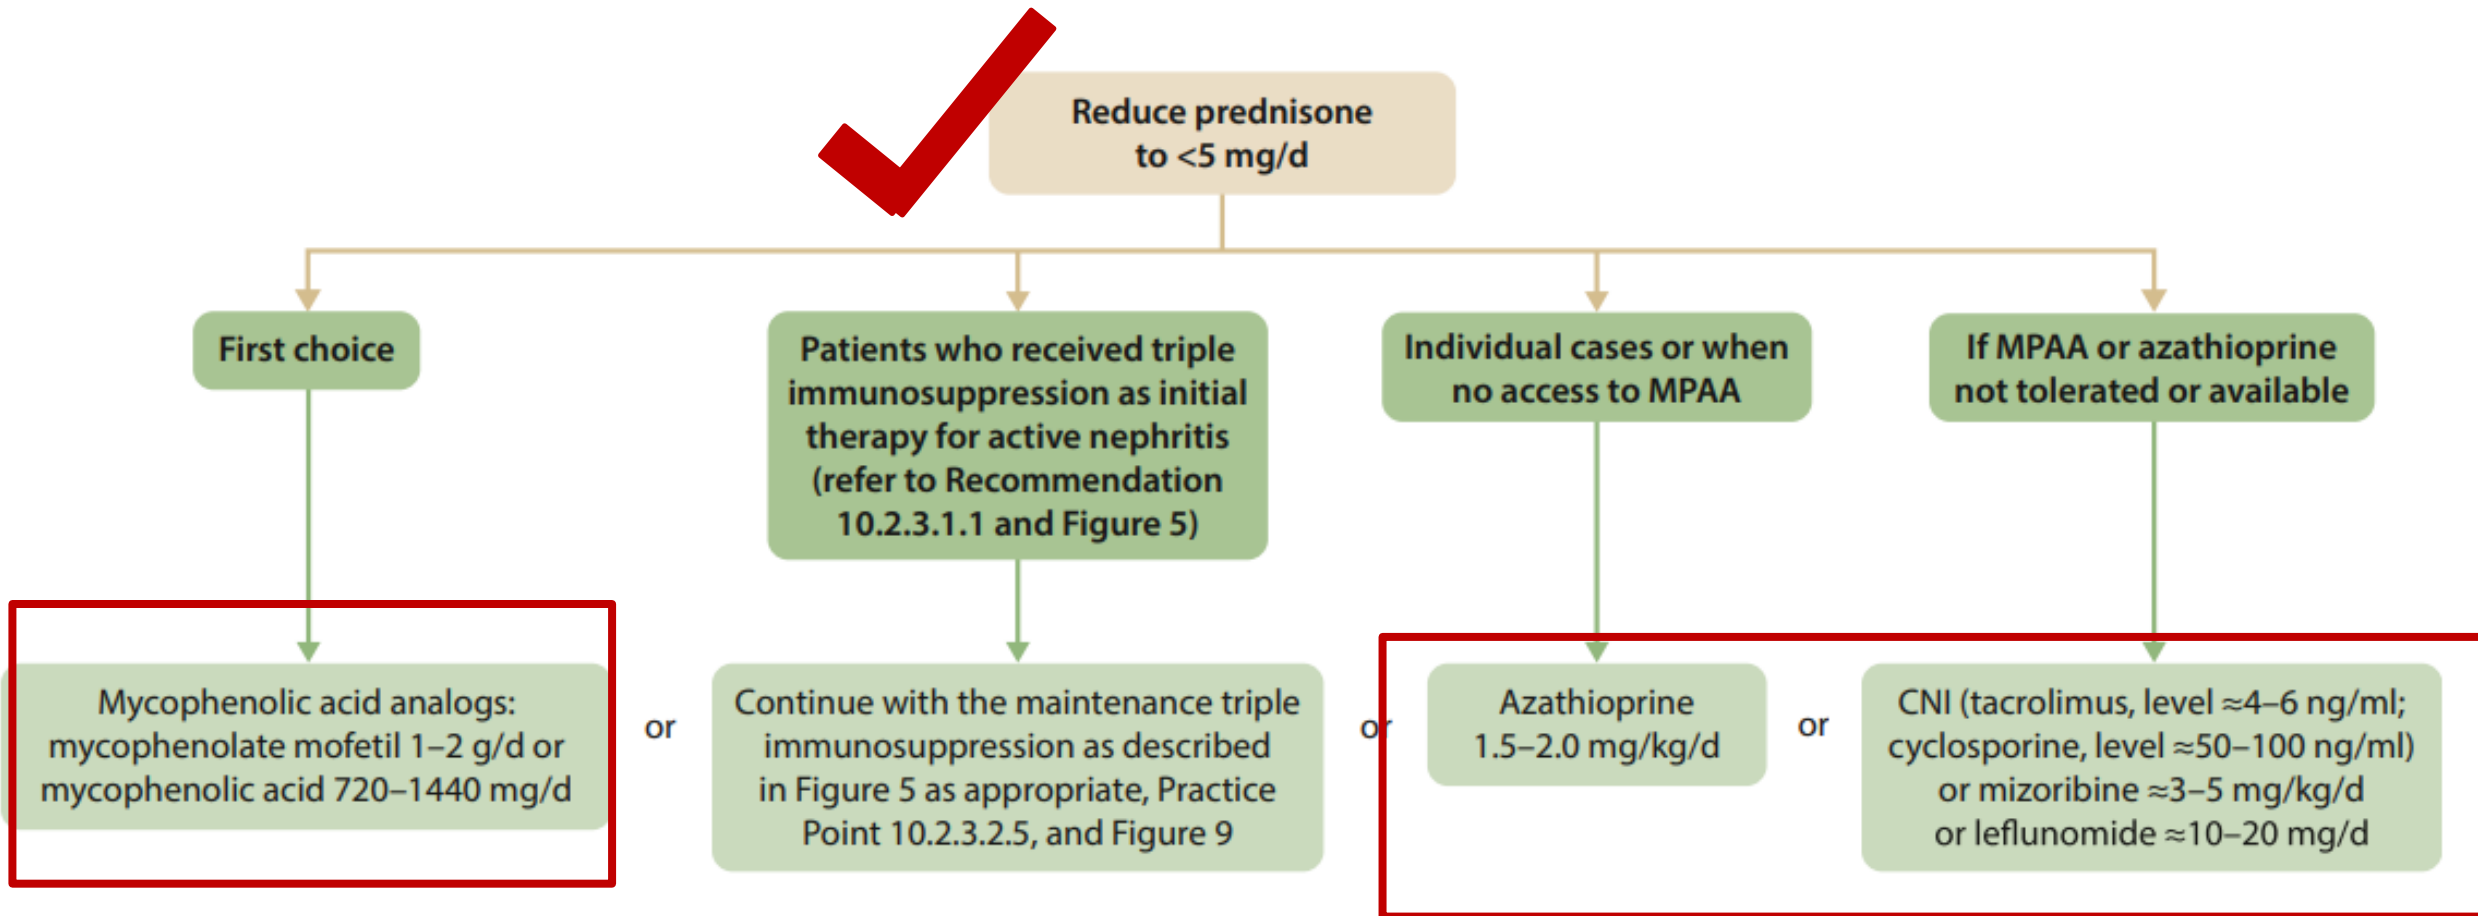 Reduce prednisone
to <5 mg/d
First choice
Patients who received triple
immunosuppression as initial
therapy for active nephritis
(refer to Recommendation
10.2.3.1.1 and Figure 5)
Individual cases or when
no access to MPAA
If MPAA or azathioprine
not tolerated or available
Mycophenolic acid analogs:
mycophenolate mofetil 1–2 g/d or
mycophenolic acid 720–1440 mg/d
or
Continue with the maintenance triple
immunosuppression as described
in Figure 5 as appropriate, Practice
Point 10.2.3.2.5, and Figure 9
or
Azathioprine
1.5–2.0 mg/kg/d
or
CNI (tacrolimus, level ≈4–6 ng/ml;
cyclosporine, level ≈50–100 ng/ml)
or mizoribine ≈3–5 mg/kg/d
or leflunomide ≈10–20 mg/d